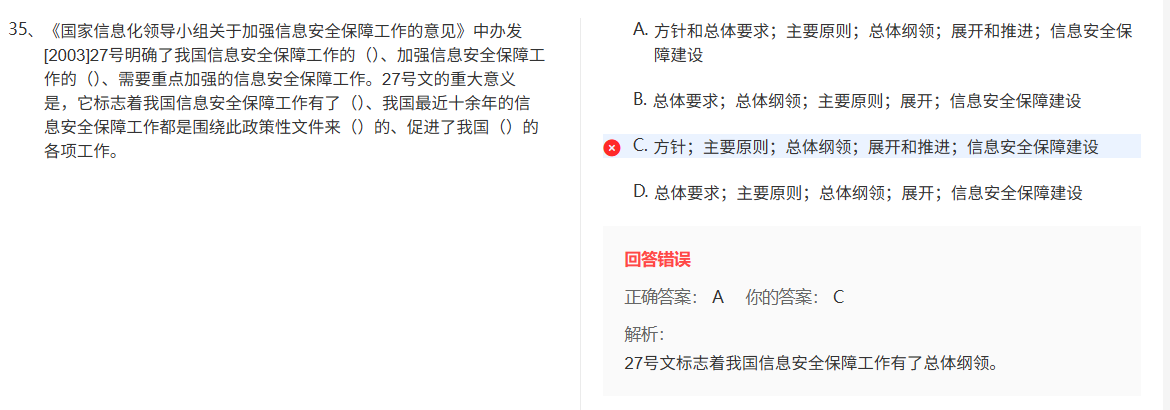 35、《国家信息化领导小组关于加强信息安全保障工作的意见》中办发
[2003]27号明确了我国信息安全保障工作的（）、加强信息安全保障工
作的（）、需要重点加强的信息安全保障工作。27号文的重大意义
是，它标志着我国信息安全保障工作有了（）、我国最近十余年的信
息安全保障工作都是围绕此政策性文件来（）的、促进了我国（）的
各项工作。
A. 方针和总体要求；主要原则；总体纲领；展开和推进；信息安全保
障建设
B. 总体要求；总体纲领；主要原则；展开；信息安全保障建设
C. 方针；主要原则；总体纲领；展开和推进；信息安全保障建设
D. 总体要求；主要原则；总体纲领；展开；信息安全保障建设
回答错误
正确答案： A 你的答案： C
解析：
27号文标志着我国信息安全保障工作有了总体纲领。